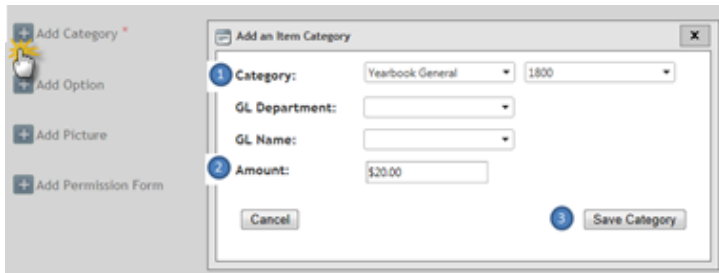 Add Category *
Add Option
Add Picture
Add Permission Form
Add an Item Category x
1 Category: Yearbook General 1800
GL Department:
GL Name:
2 Amount: $20.00
Cancel 3 Save Category